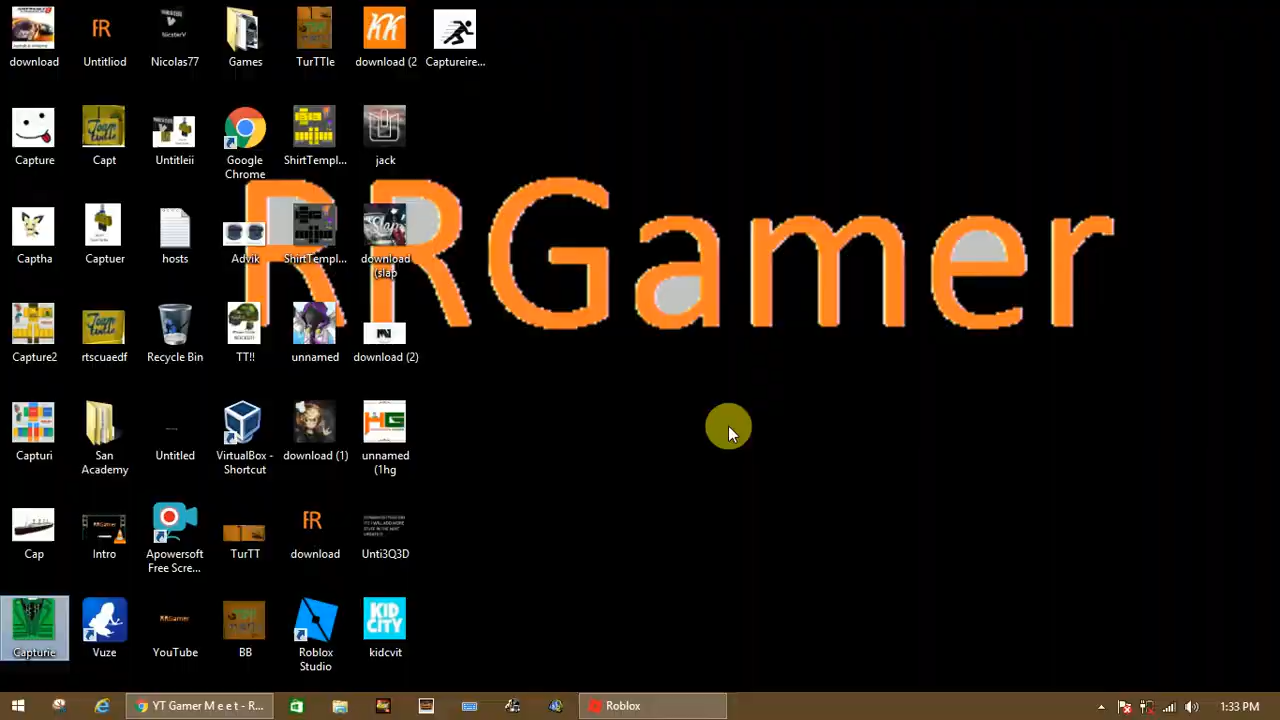 download
Untitliod
Nicolas77
Games
TurTTle
download (2
Captureire...
Capture
Capt
Untitleii
Google
Chrome
ShirtTempl...
jack
Captha
Captuer
hosts
Advik
ShirtTempl...
download
(slap
RRGamer
Capture2
rtscuaedf
Recycle Bin
TT!!
unnamed
download (2)
Capturi
San
Academy
Untitled
VirtualBox -
Shortcut
download (1)
unnamed
(1hg
Cap
Intro
Apowersoft
Free Scre...
TurTT
download
Unti3Q3D
Capturie
Vuze
YouTube
BB
Roblox
Studio
KID
CITY
kidcvit
YT Gamer M e e t - R...
Roblox
1:33 PM